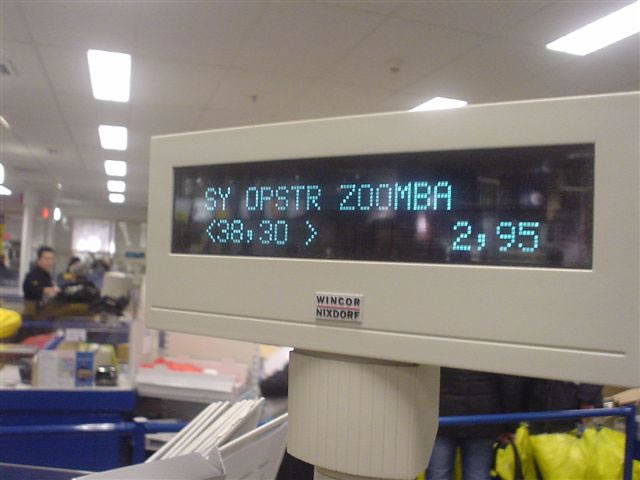 SY OPSTR ZOOMBA
<38,30 > 2,95
WINCOR
NIXDORF